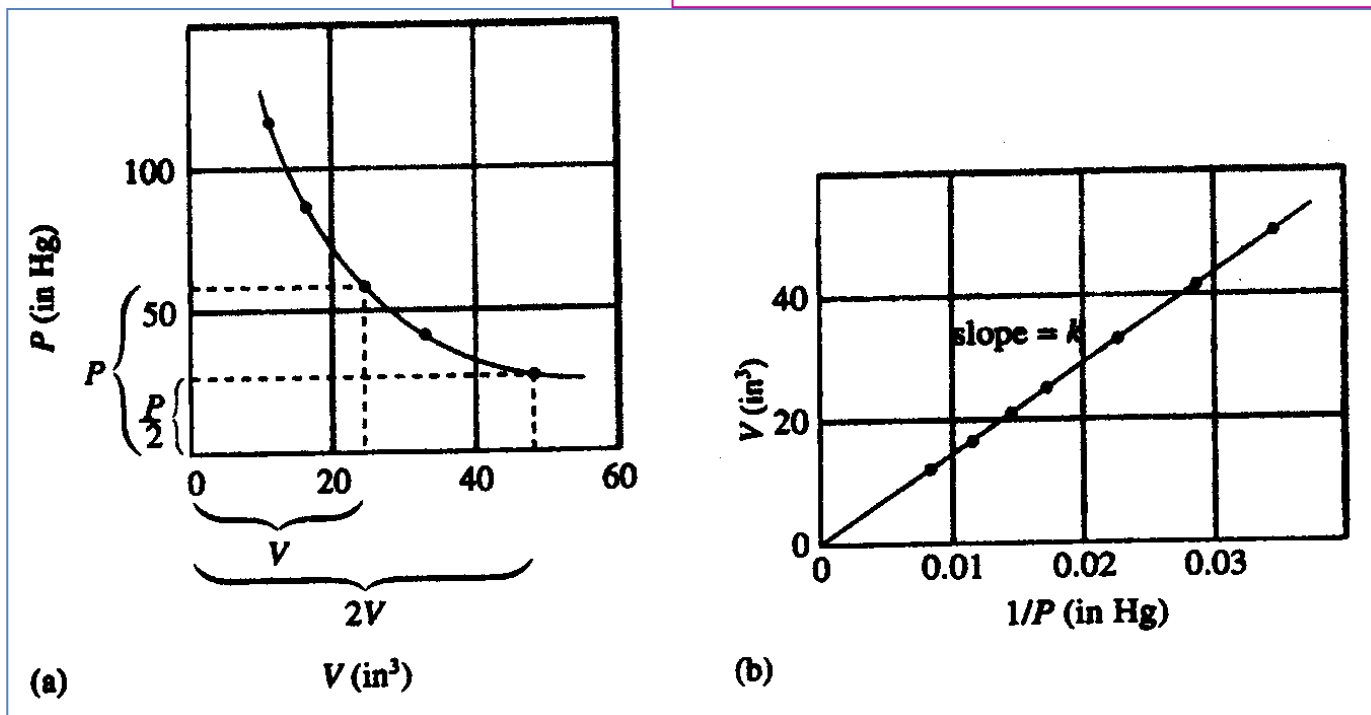 P (in Hg)
100
50
P
P/2
0 20 40 60
V
2V
V (in³)
(a)
V (in³)
40
20
0
slope = k
0 0.01 0.02 0.03
1/P (in Hg)
(b)